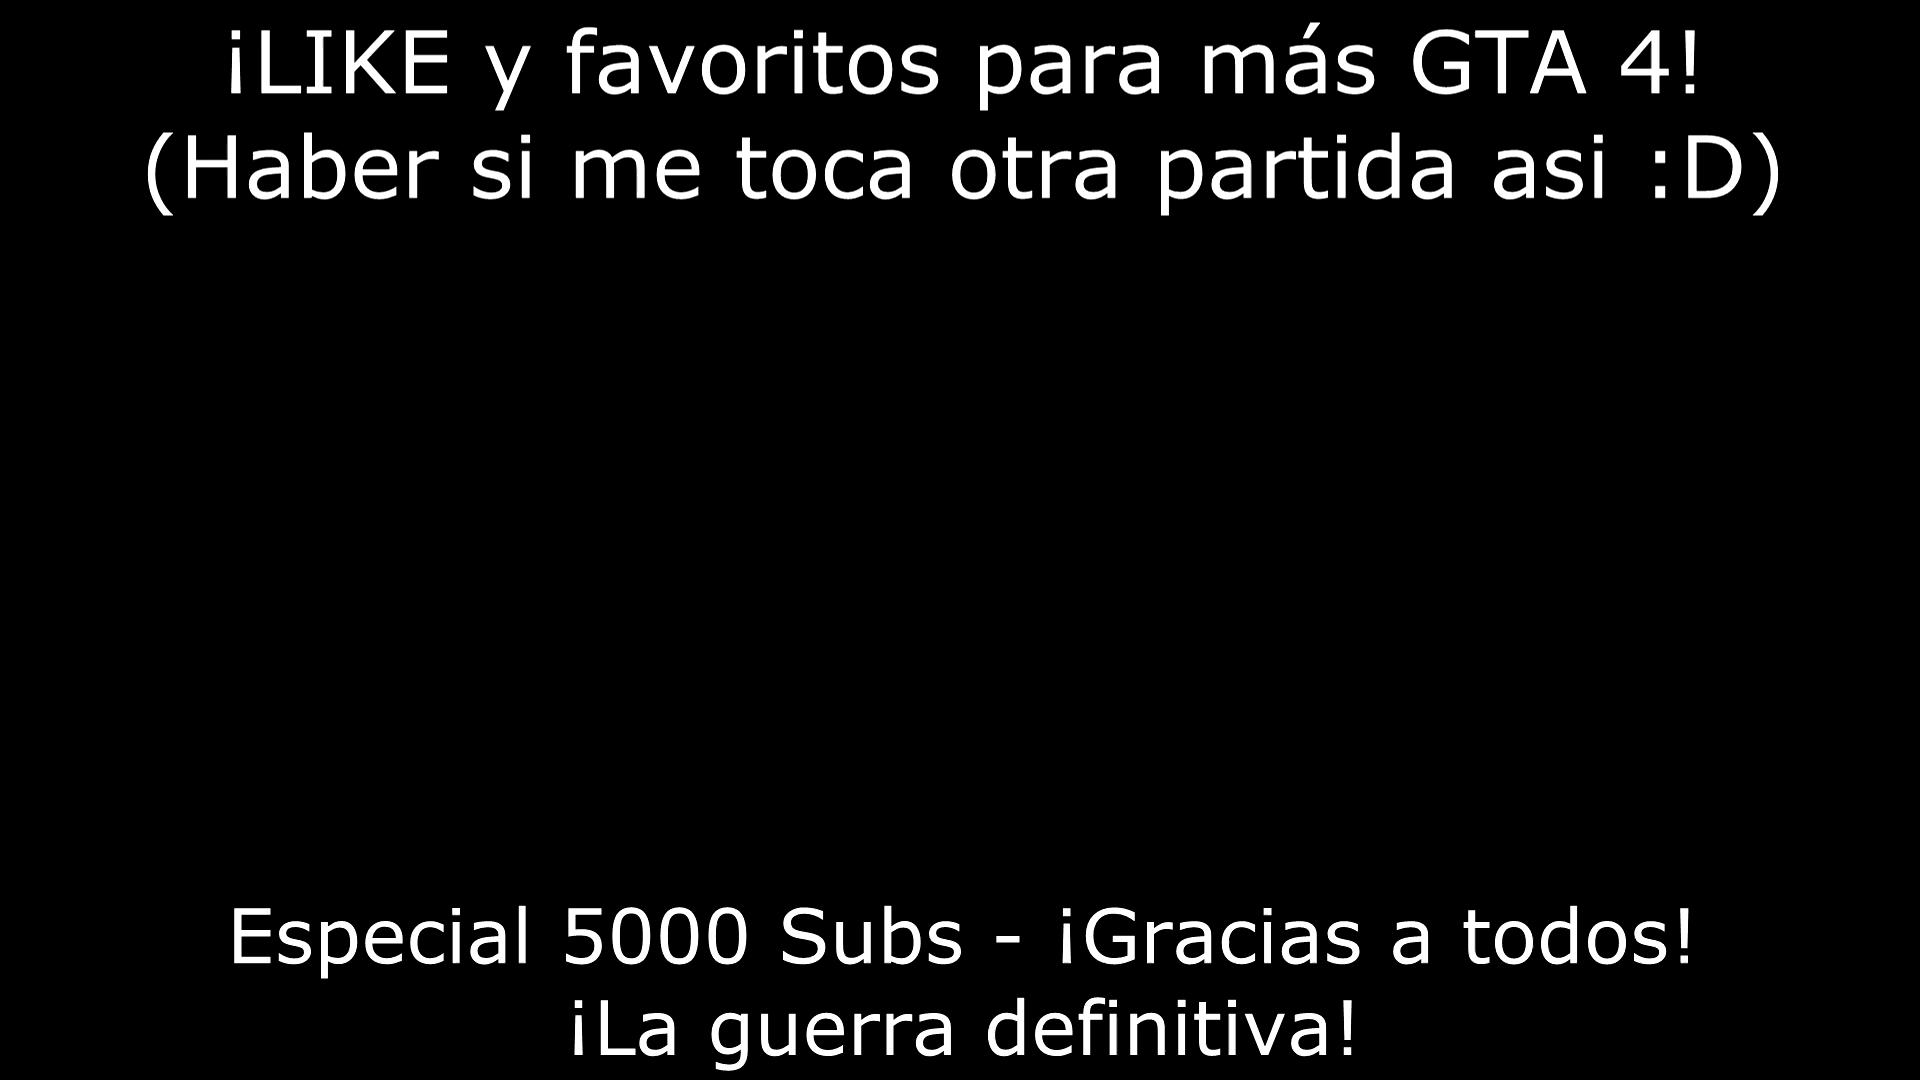 ¡LIKE y favoritos para más GTA 4!
(Haber si me toca otra partida asi :D)
Especial 5000 Subs - ¡Gracias a todos!
¡La guerra definitiva!